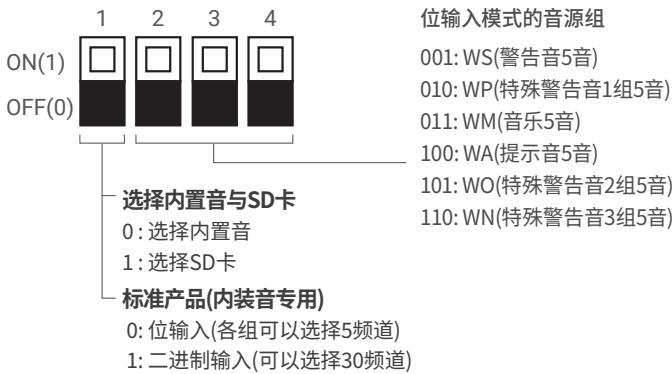 1 2 3 4
ON(1)
OFF(0)
位输入模式的音源组
001: WS(警告音5音)
010: WP(特殊警告音1组5音)
011: WM(音乐5音)
100: WA(提示音5音)
101: WO(特殊警告音2组5音)
110: WN(特殊警告音3组5音)
选择内置音与SD卡
0 : 选择内置音
1 : 选择SD卡
标准产品(内装音专用)
0: 位输入(各组可以选择5频道)
1: 二进制输入(可以选择30频道)